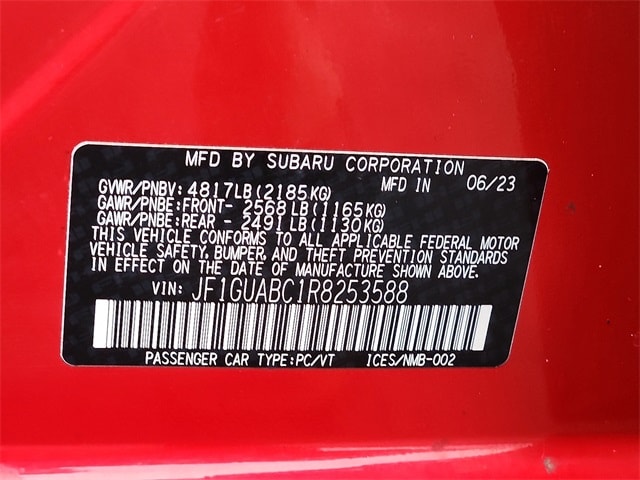 MFD BY SUBARU CORPORATION
GVWR/PNBV: 4817LB(2185KG) MFD IN 06/23
GAWR/PNBE:FRONT- 2568LB(1165KG)
GAWR/PNBE:REAR - 2491LB(1130KG)
THIS VEHICLE CONFORMS TO ALL APPLICABLE FEDERAL MOTOR
VEHICLE SAFETY, BUMPER, AND THEFT PREVENTION STANDARDS
IN EFFECT ON THE DATE OF MANUFACTURE SHOWN ABOVE.
VIN: JF1GUABC1R8253588
PASSENGER CAR TYPE:PC/VT ICES/NMB-002